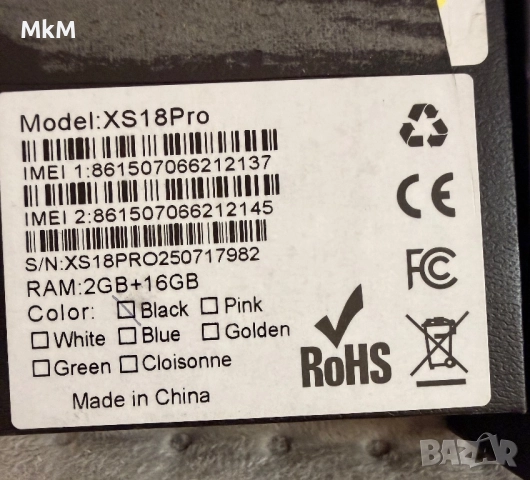 MkM
Model:XS18Pro
IMEI 1:861507066212137
IMEI 2:861507066212145
S/N:XS18PRO250717982
RAM:2GB+16GB
Color: Black Pink
White Blue Golden
Green Cloisonne
Made in China
CE
FC
RoHS
BAZAR